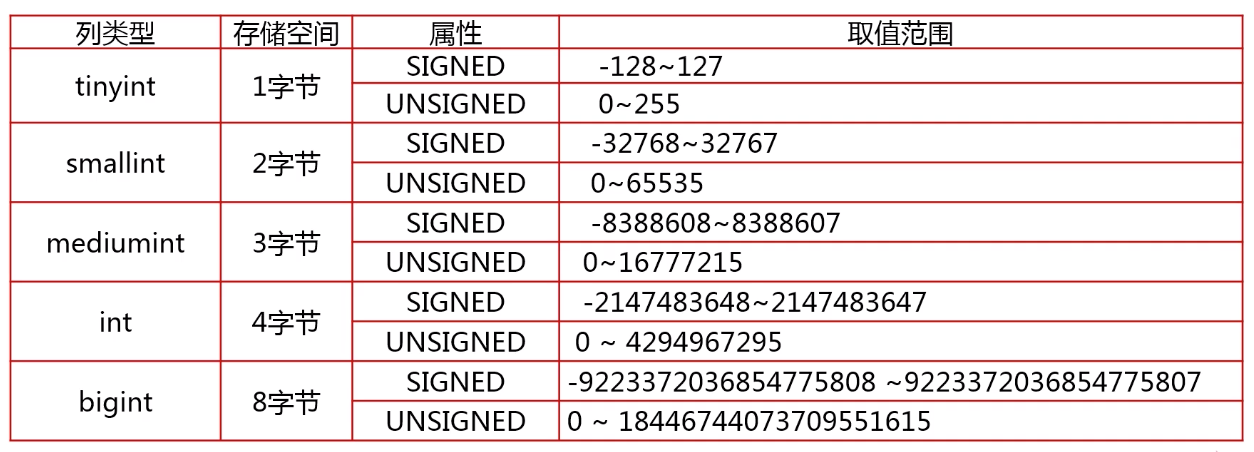 列类型 存储空间 属性 取值范围
tinyint 1字节 SIGNED -128~127
UNSIGNED 0~255
smallint 2字节 SIGNED -32768~32767
UNSIGNED 0~65535
mediumint 3字节 SIGNED -8388608~8388607
UNSIGNED 0~16777215
int 4字节 SIGNED -2147483648~2147483647
UNSIGNED 0 ~ 4294967295
bigint 8字节 SIGNED -9223372036854775808 ~9223372036854775807
UNSIGNED 0 ~ 18446744073709551615